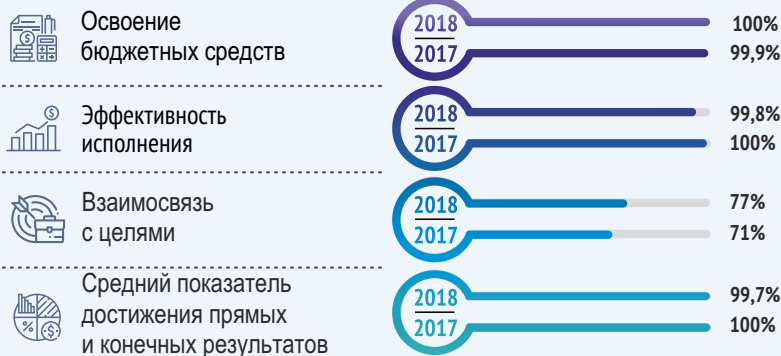 Освоение
бюджетных средств
2018
100%
2017
99,9%
Эффективность
исполнения
2018
99,8%
2017
100%
Взаимосвязь
с целями
2018
77%
2017
71%
Средний показатель
достижения прямых
и конечных результатов
2018
99,7%
2017
100%